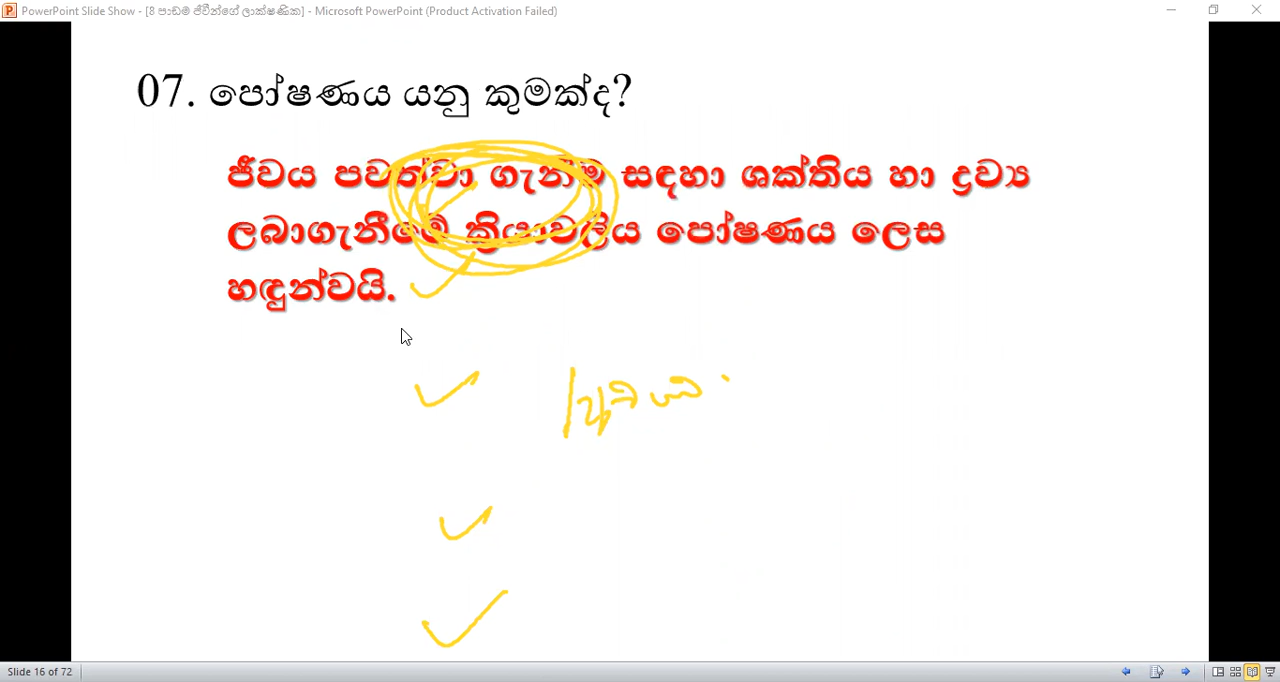 PowerPoint Slide Show - [8 පාඩම ජීවීන්ගේ ලාක්ෂණික] - Microsoft PowerPoint (Product Activation Failed)
07. පෝෂණය යනු කුමක්ද?
ජීවය පවත්වා ගැනීම සඳහා ශක්තිය හා ද්‍රව්‍ය
ලබාගැනීමේ ක්‍රියාවලිය පෝෂණය ලෙස
හඳුන්වයි.
Slide 16 of 72